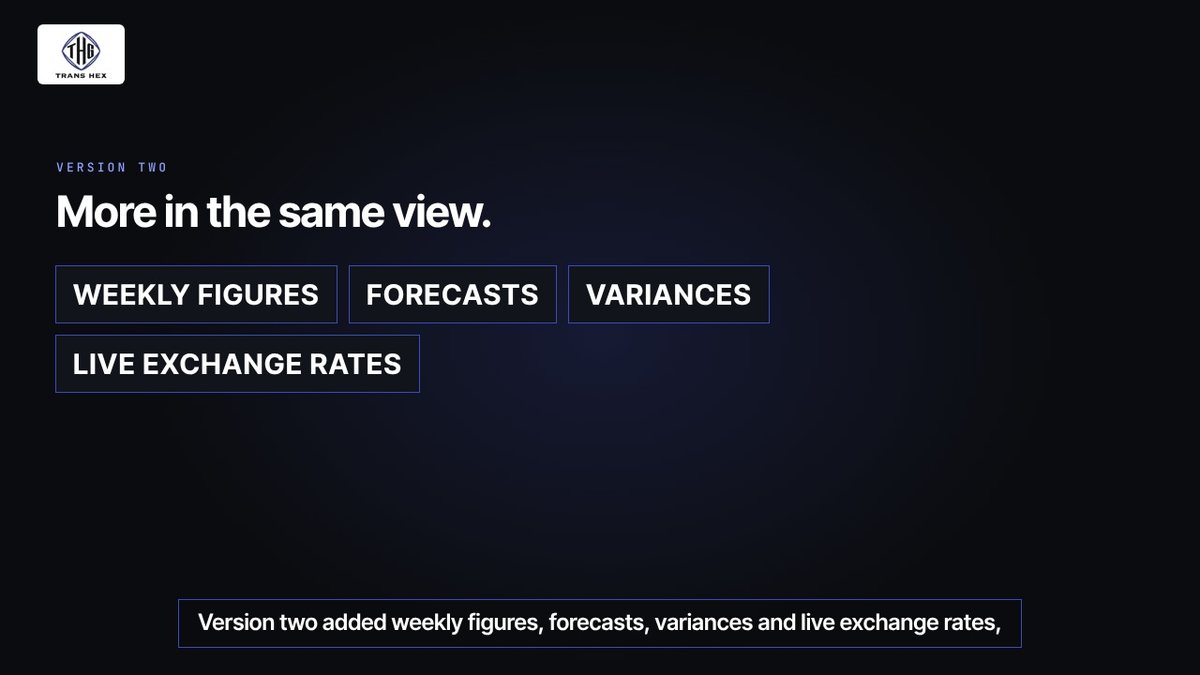 THG
TRANS HEX
VERSION TWO
More in the same view.
WEEKLY FIGURES FORECASTS VARIANCES
LIVE EXCHANGE RATES
Version two added weekly figures, forecasts, variances and live exchange rates,